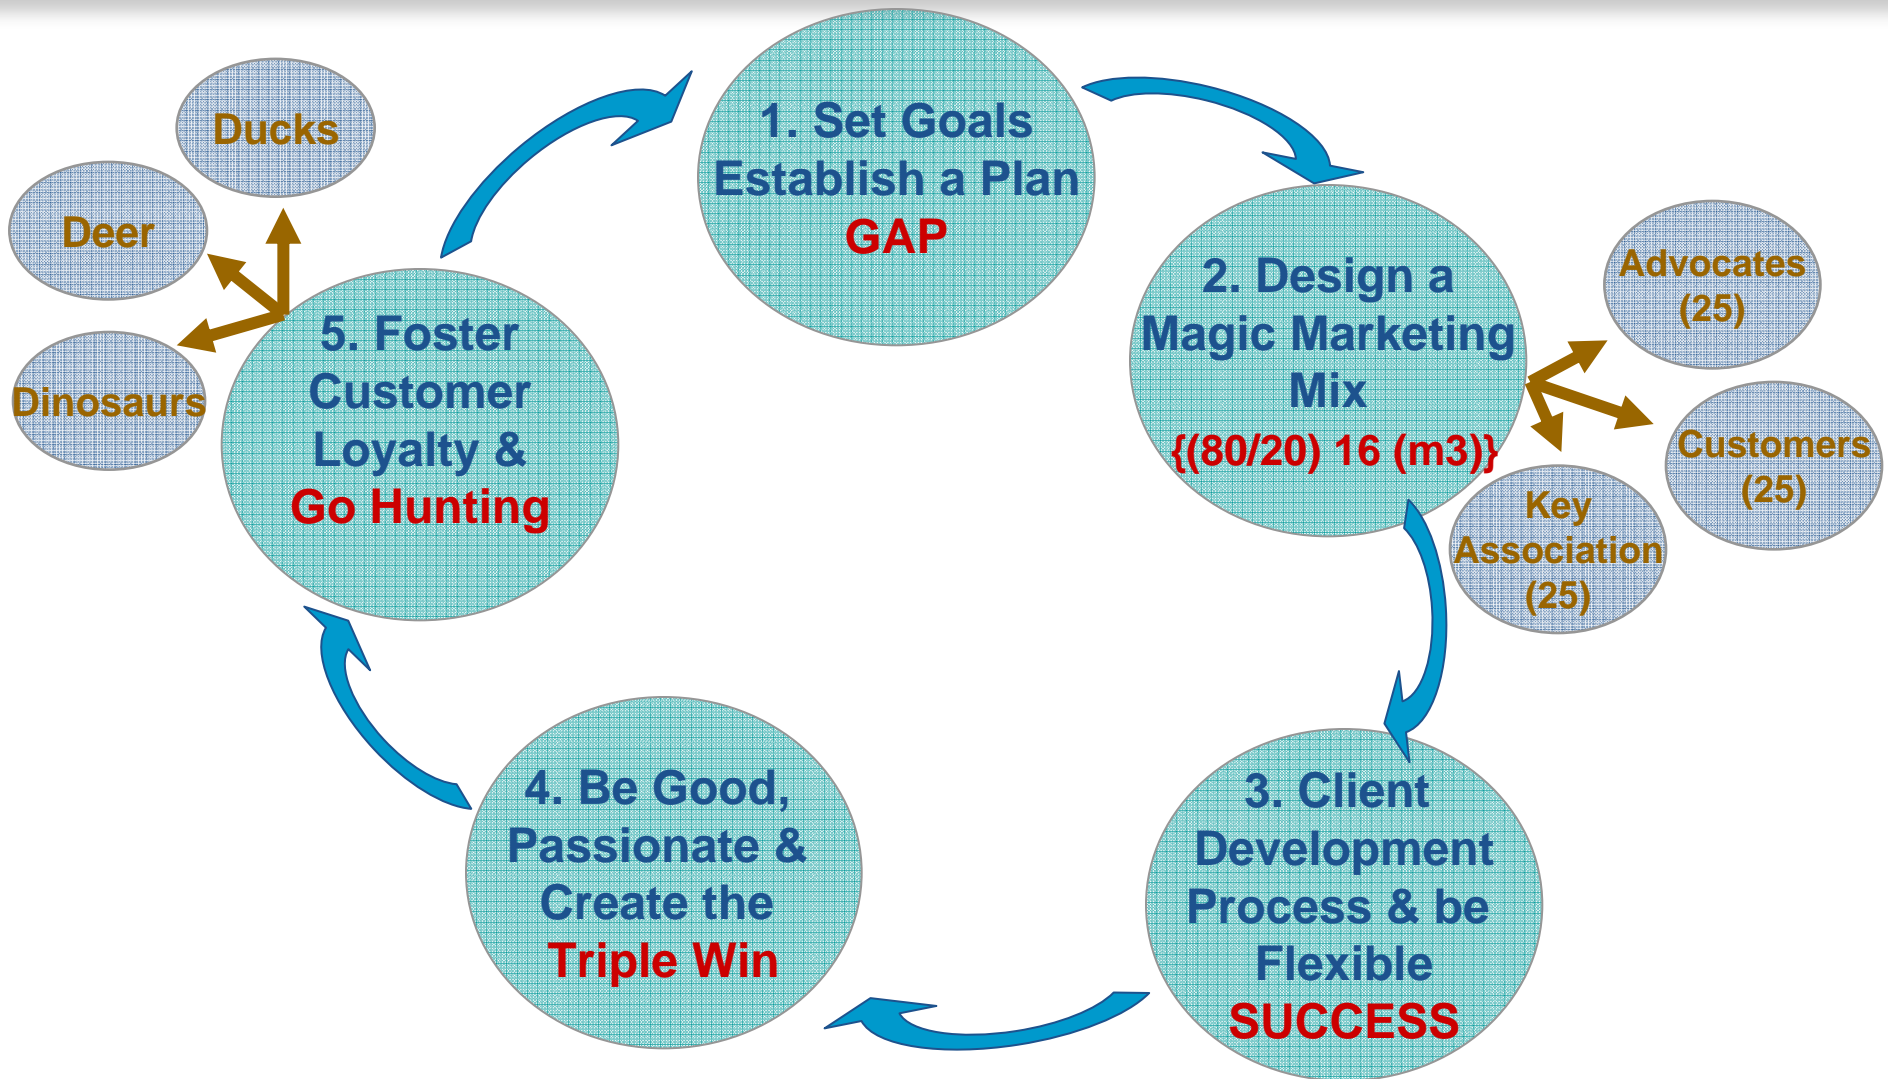 1. Set Goals
Establish a Plan
GAP
2. Design a
Magic Marketing
Mix
{(80/20) 16 (m3)}
Advocates
(25)
Customers
(25)
Key
Association
(25)
3. Client
Development
Process & be
Flexible
SUCCESS
4. Be Good,
Passionate &
Create the
Triple Win
5. Foster
Customer
Loyalty &
Go Hunting
Ducks
Deer
Dinosaurs